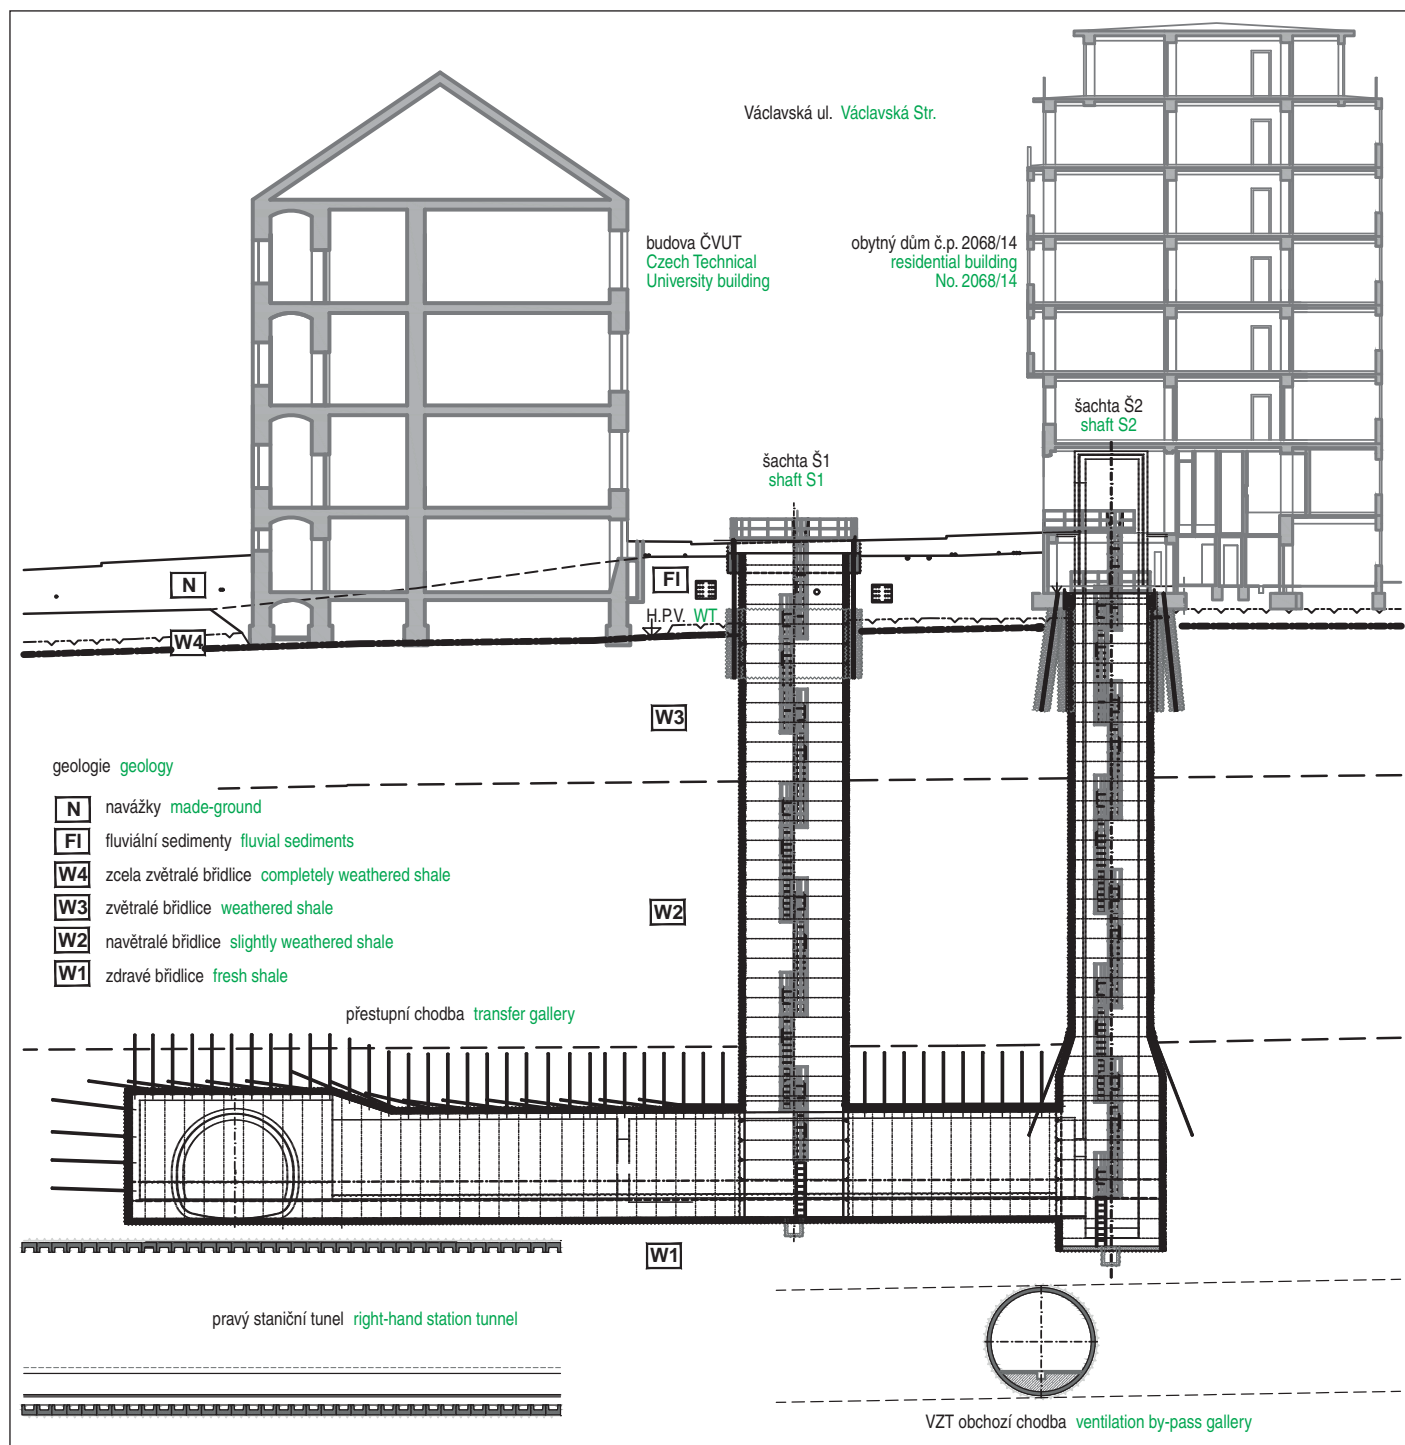 Václavská ul. Václavská Str.
budova ČVUT
Czech Technical
University building
obytný dům č.p. 2068/14
residential building
No. 2068/14
šachta Š2
shaft S2
šachta Š1
shaft S1
N
FI
H.P.V. WT
W4
W3
geologie geology
N navážky made-ground
FI fluviální sedimenty fluvial sediments
W4 zcela zvětralé břidlice completely weathered shale
W3 zvětralé břidlice weathered shale
W2 navětralé břidlice slightly weathered shale
W1 zdravé břidlice fresh shale
W2
přestupní chodba transfer gallery
W1
pravý staniční tunel right-hand station tunnel
VZT obchozí chodba ventilation by-pass gallery